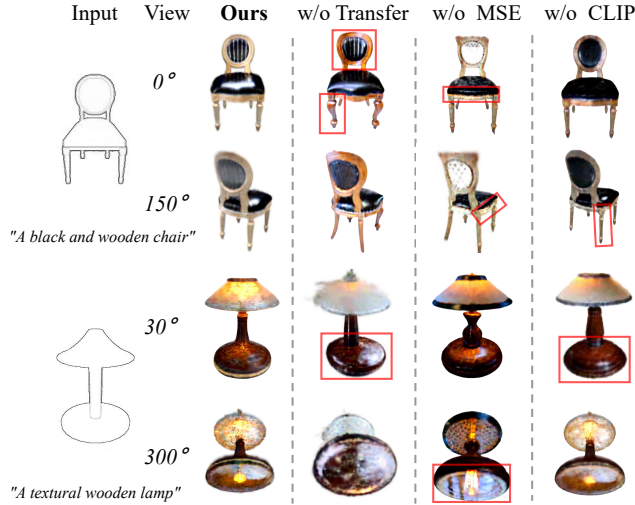 Input View Ours w/o Transfer w/o MSE w/o CLIP
0°
150°
"A black and wooden chair"
30°
300°
"A textural wooden lamp"